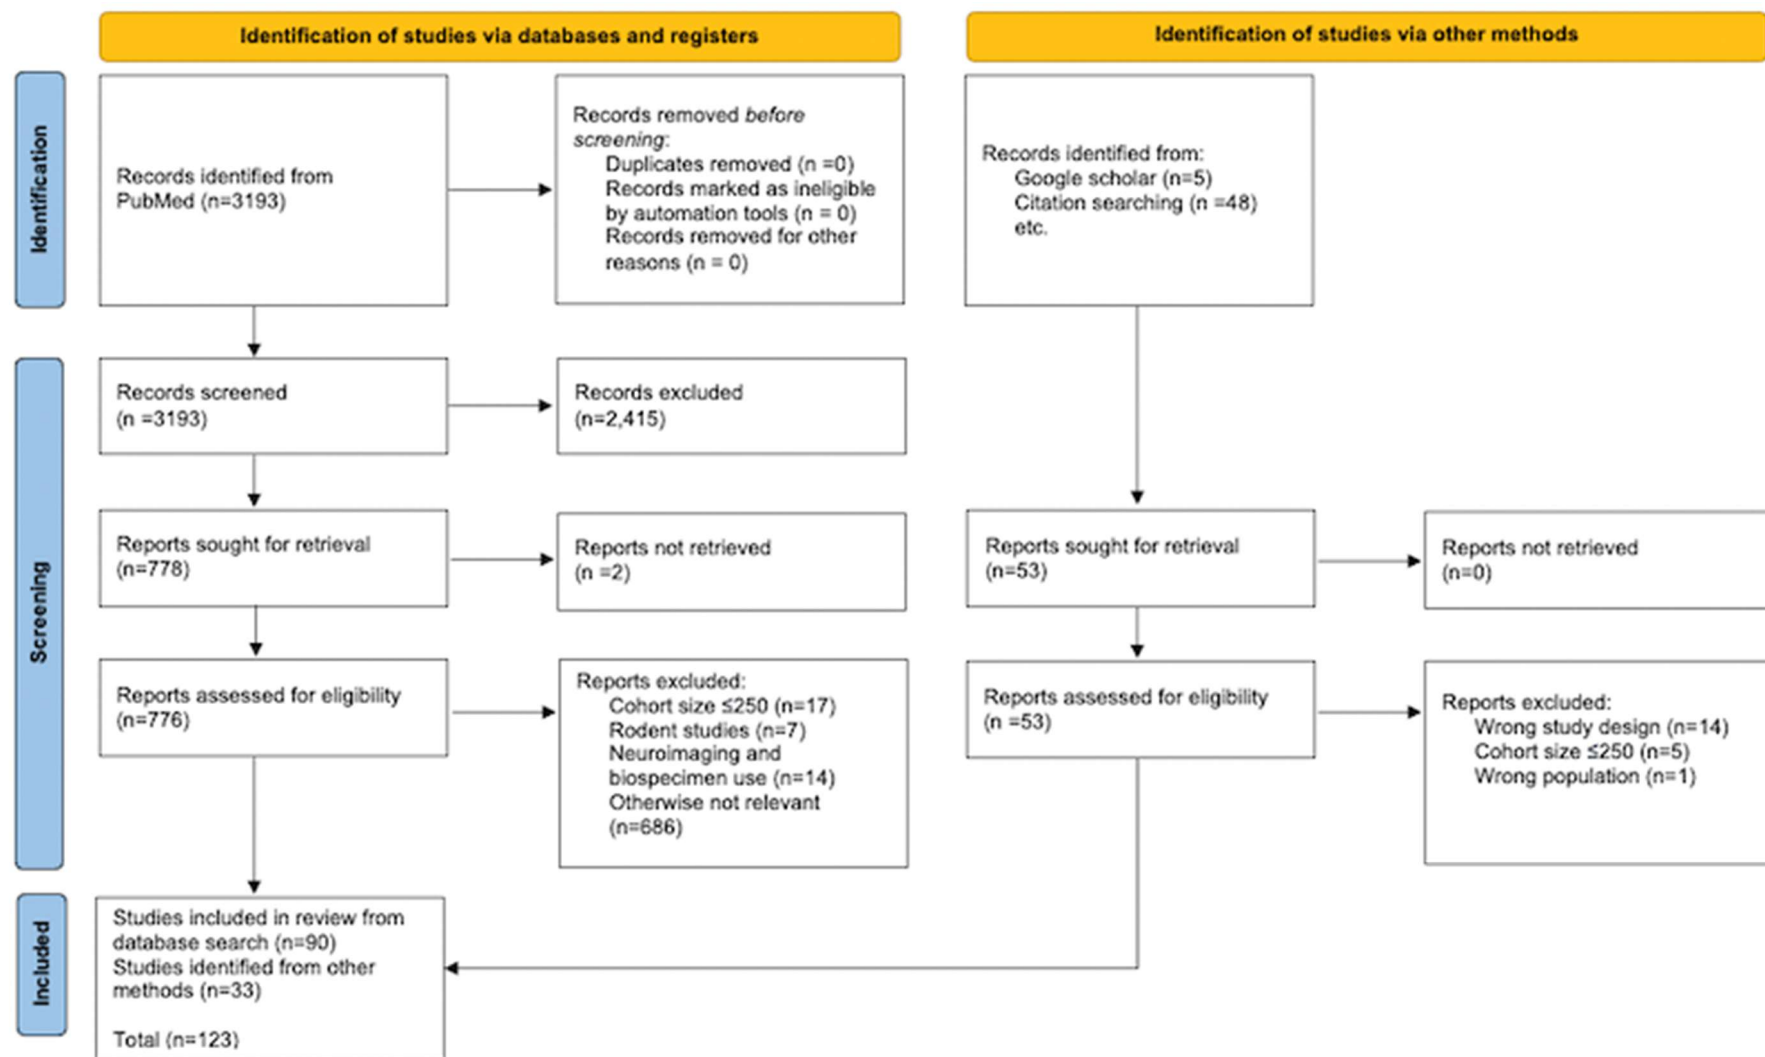 Identification of studies via databases and registers
Identification of studies via other methods
Identification
Records identified from
PubMed (n=3193)
Records removed before
screening:
Duplicates removed (n =0)
Records marked as ineligible
by automation tools (n = 0)
Records removed for other
reasons (n = 0)
Records identified from:
Google scholar (n=5)
Citation searching (n =48)
etc.
Screening
Records screened
(n =3193)
Records excluded
(n=2,415)
Reports sought for retrieval
(n=778)
Reports not retrieved
(n =2)
Reports sought for retrieval
(n=53)
Reports not retrieved
(n=0)
Reports assessed for eligibility
(n=776)
Reports excluded:
Cohort size ≤250 (n=17)
Rodent studies (n=7)
Neuroimaging and
biospecimen use (n=14)
Otherwise not relevant
(n=686)
Reports assessed for eligibility
(n =53)
Reports excluded:
Wrong study design (n=14)
Cohort size ≤250 (n=5)
Wrong population (n=1)
Included
Studies included in review from
database search (n=90)
Studies identified from other
methods (n=33)
Total (n=123)